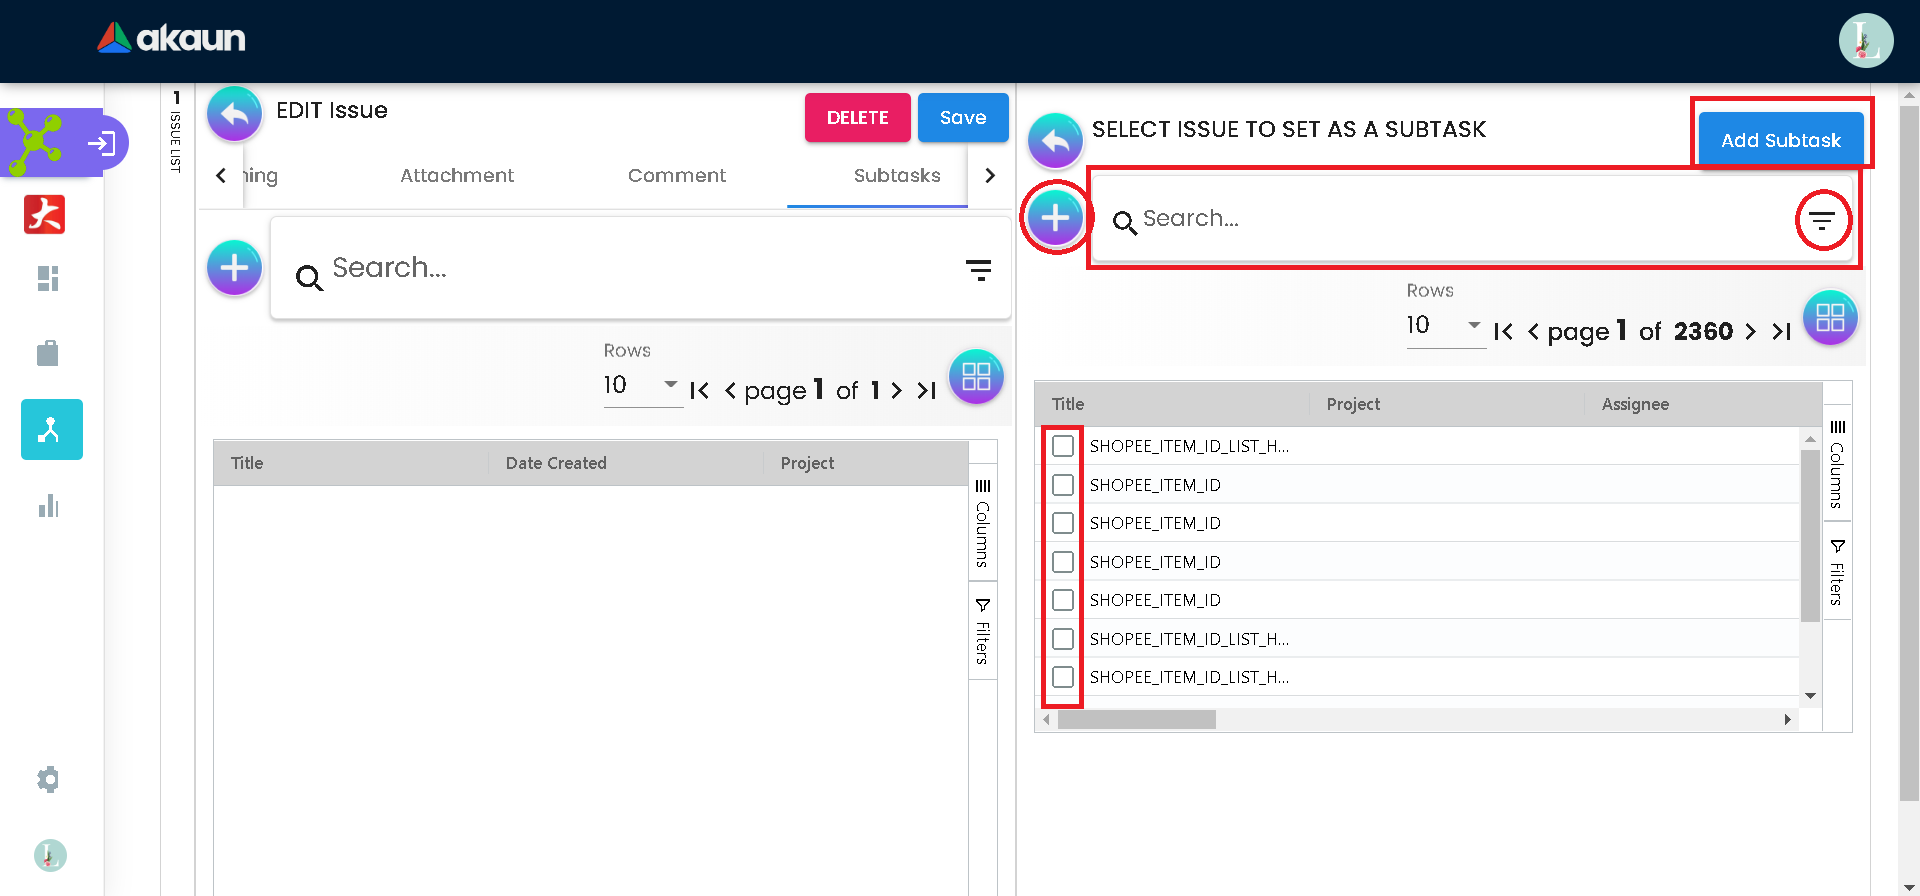 akaun
L
1 ISSUE LIST
EDIT Issue
DELETE
Save
ning
Attachment
Comment
Subtasks
Search...
Rows
10
page 1 of 1
Title
Date Created
Project
Columns
Filters
SELECT ISSUE TO SET AS A SUBTASK
Add Subtask
Search...
Rows
10
page 1 of 2360
Title
Project
Assignee
SHOPEE_ITEM_ID_LIST_H...
SHOPEE_ITEM_ID
SHOPEE_ITEM_ID
SHOPEE_ITEM_ID
SHOPEE_ITEM_ID
SHOPEE_ITEM_ID_LIST_H...
SHOPEE_ITEM_ID_LIST_H...
Columns
Filters
L